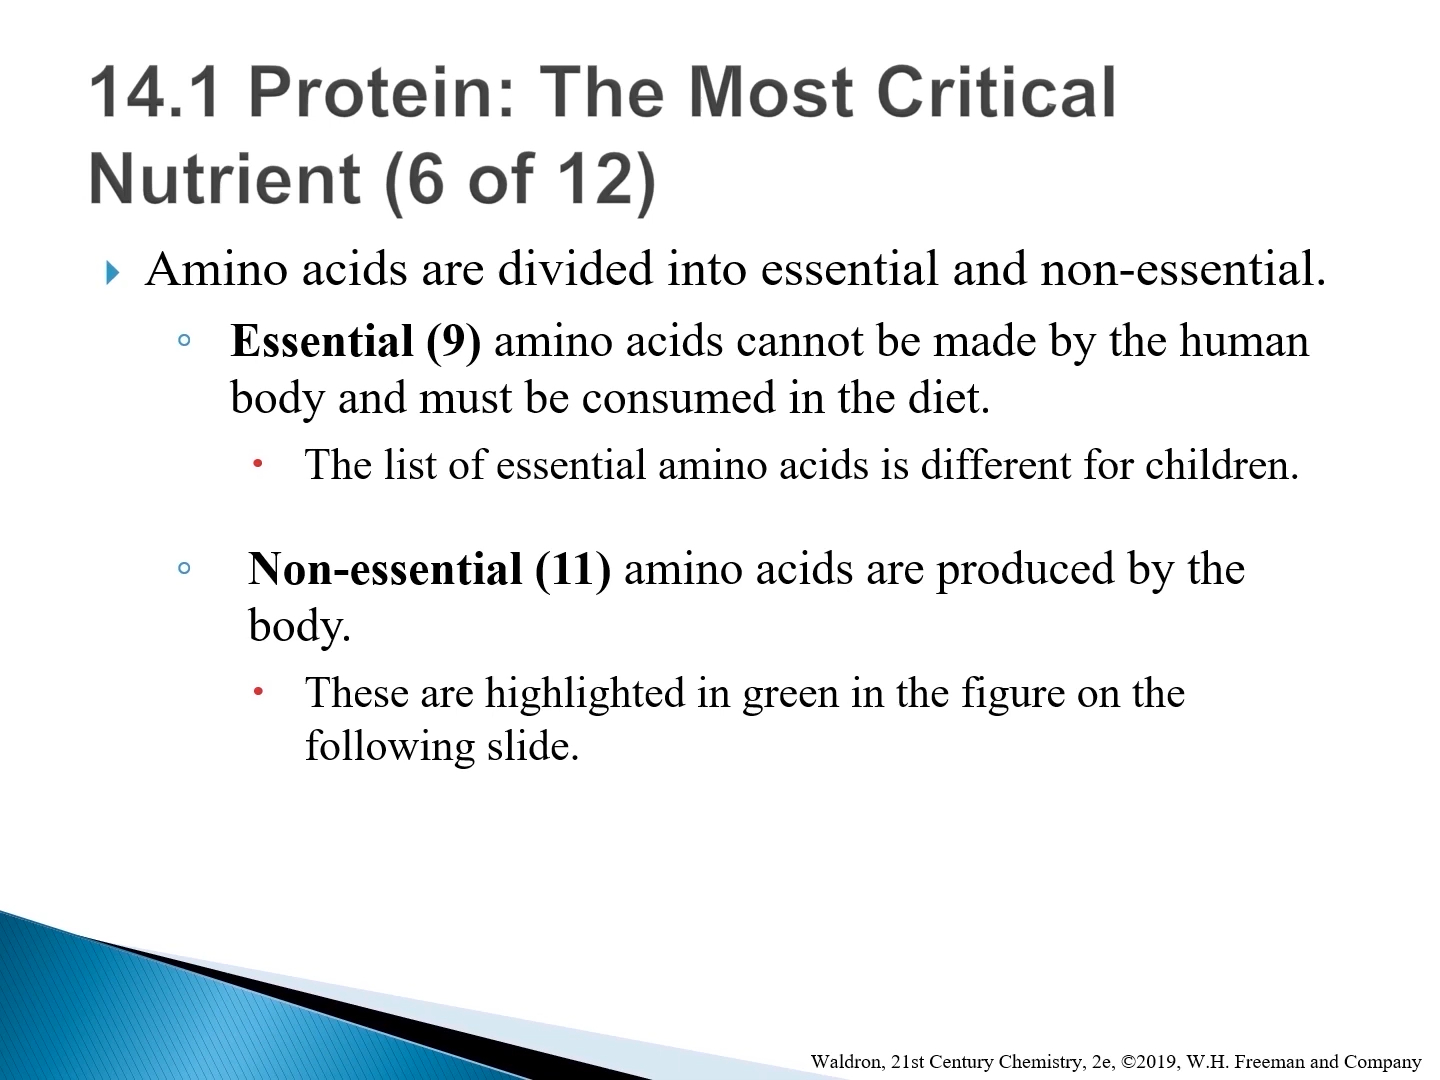 14.1 Protein: The Most Critical
Nutrient (6 of 12)
Amino acids are divided into essential and non-essential.
Essential (9) amino acids cannot be made by the human
body and must be consumed in the diet.
The list of essential amino acids is different for children.
Non-essential (11) amino acids are produced by the
body.
These are highlighted in green in the figure on the
following slide.
Waldron, 21st Century Chemistry, 2e, ©2019, W.H. Freeman and Company